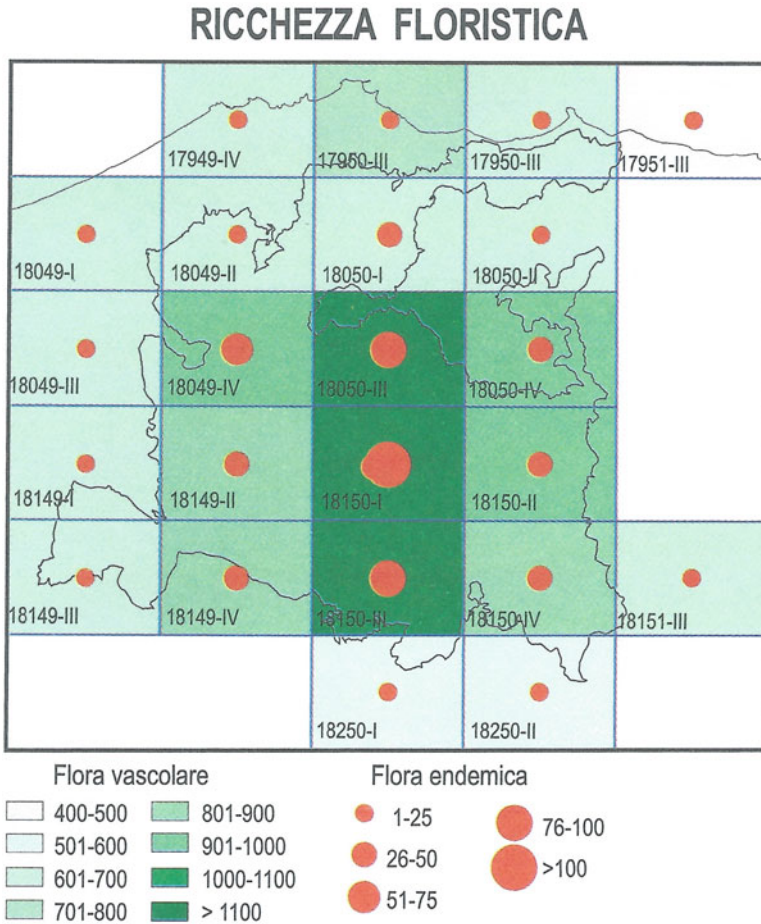 RICCHEZZA FLORISTICA
17949-IV 17950-III 17950-III 17951-III
18049-I 18049-II 18050-I 18050-II
18049-III 18049-IV 18050-III 18050-IV
18149-I 18149-II 18150-I 18150-II
18149-III 18149-IV 18150-III 18150-IV 18151-III
18250-I 18250-II
Flora vascolare Flora endemica
400-500 801-900 1-25 76-100
501-600 901-1000 26-50 >100
601-700 1000-1100 51-75
701-800 > 1100